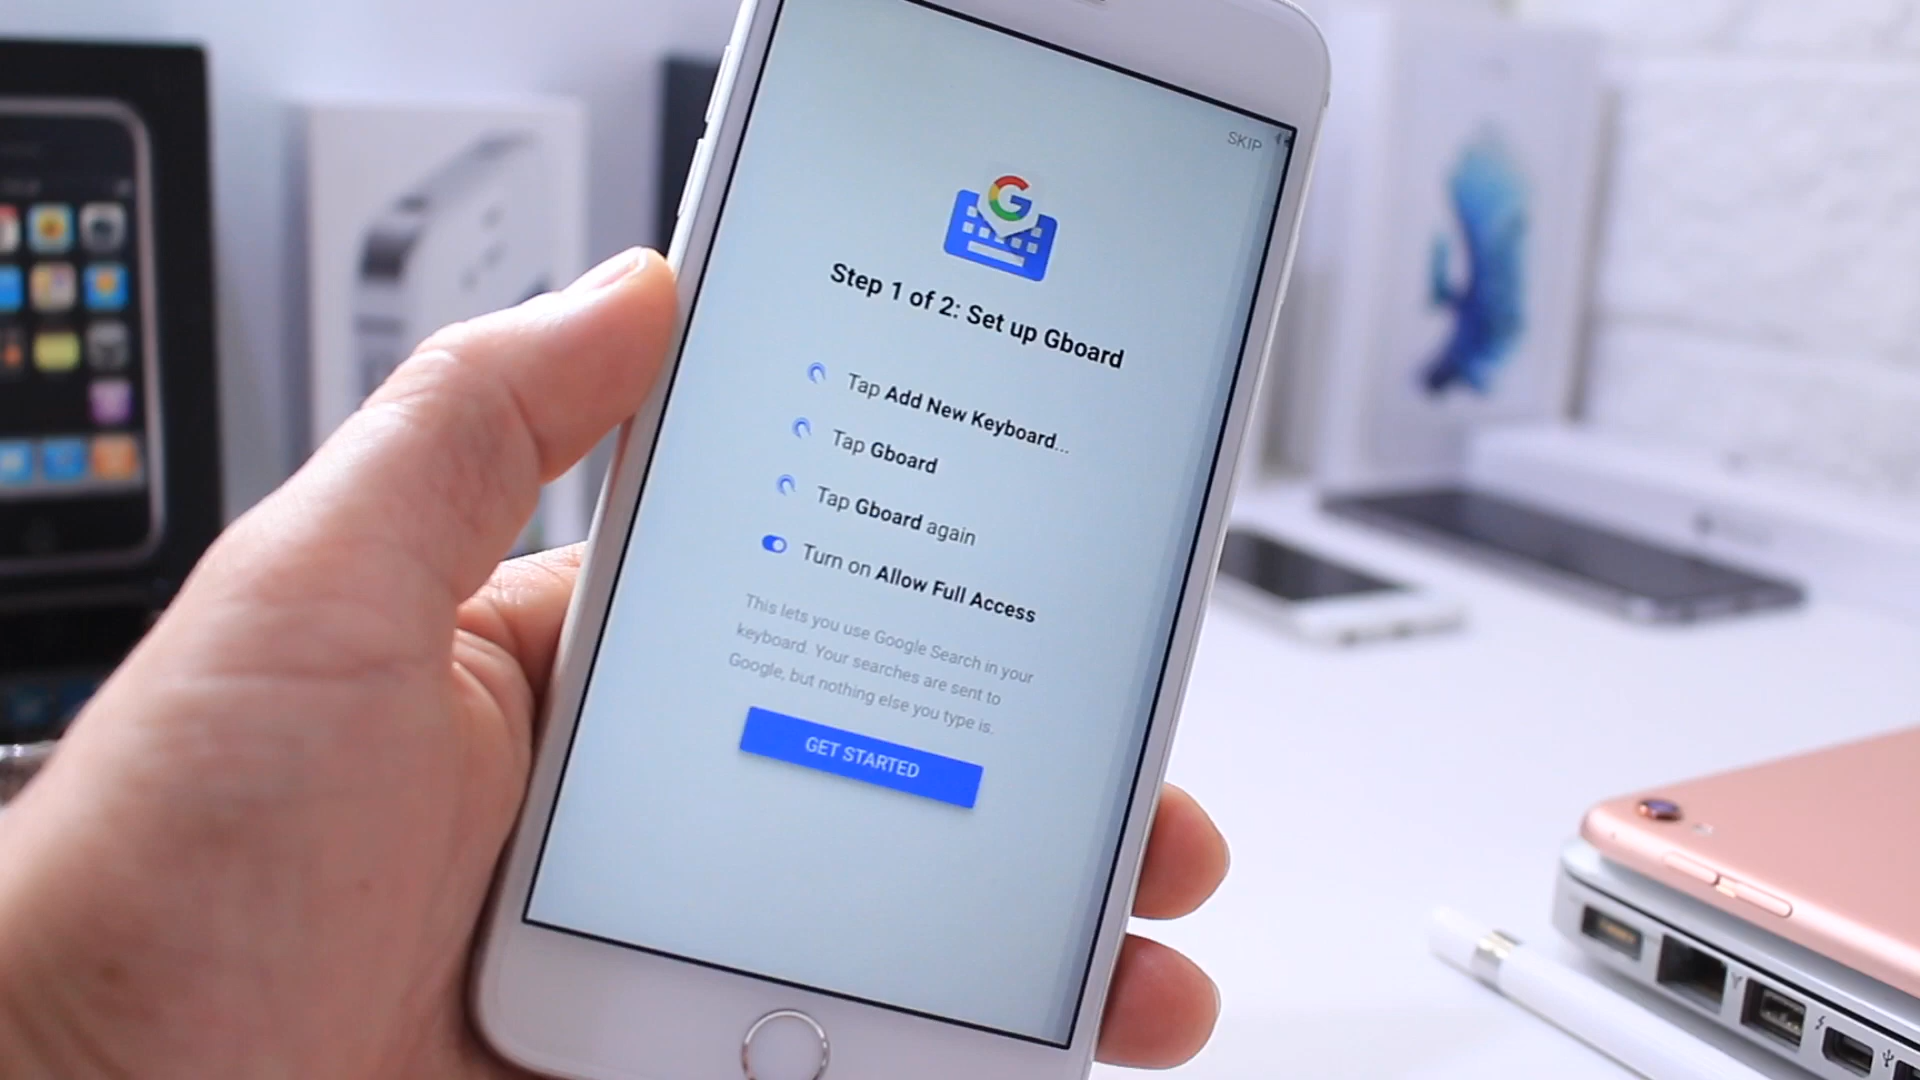 SKIP
G
Step 1 of 2: Set up Gboard
Tap Add New Keyboard...
Tap Gboard
Tap Gboard again
Turn on Allow Full Access
This lets you use Google Search in your
keyboard. Your searches are sent to
Google, but nothing else you type is.
GET STARTED